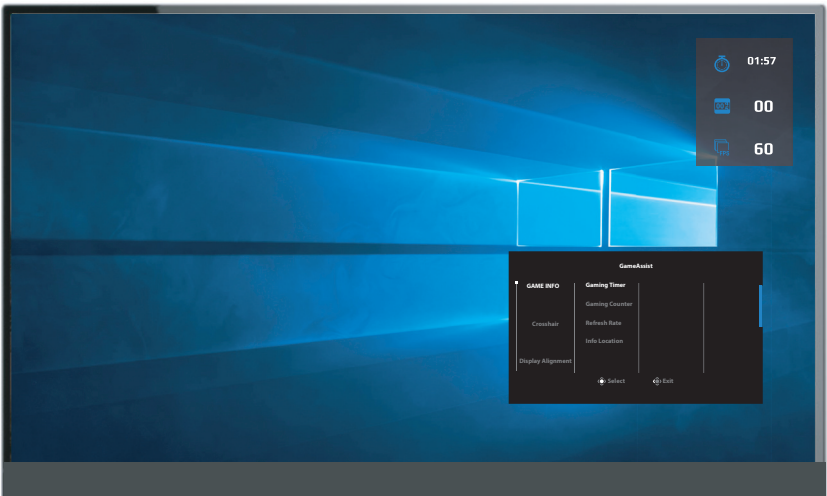 01:57
00
60
GameAssist
GAME INFO
Gaming Timer
Gaming Counter
Crosshair
Refresh Rate
Info Location
Display Alignment
Select
Exit